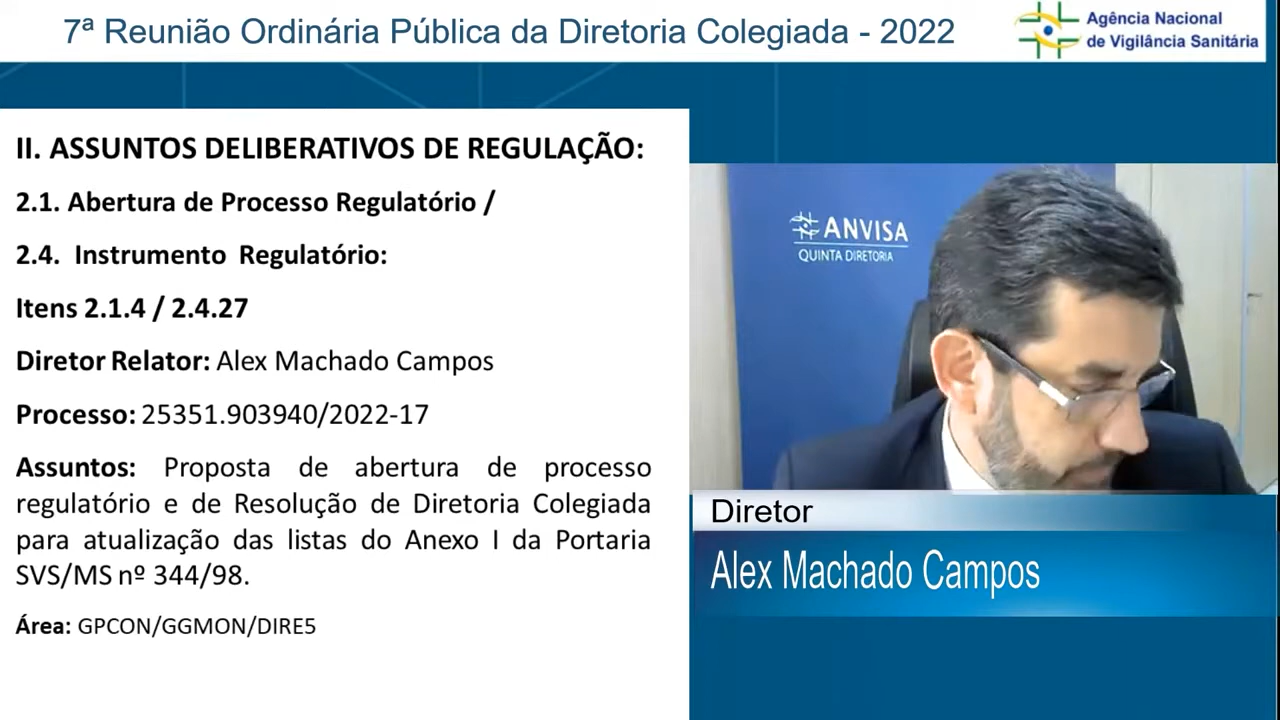 7ª Reunião Ordinária Pública da Diretoria Colegiada - 2022
Agência Nacional
de Vigilância Sanitária
II. ASSUNTOS DELIBERATIVOS DE REGULAÇÃO:
2.1. Abertura de Processo Regulatório /
2.4. Instrumento Regulatório:
Itens 2.1.4 / 2.4.27
Diretor Relator: Alex Machado Campos
Processo: 25351.903940/2022-17
Assuntos: Proposta de abertura de processo
regulatório e de Resolução de Diretoria Colegiada
para atualização das listas do Anexo I da Portaria
SVS/MS nº 344/98.
Área: GPCON/GGMON/DIRE5
ANVISA
QUINTA DIRETORIA
Diretor
Alex Machado Campos